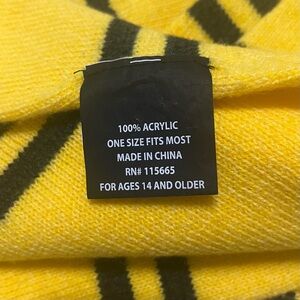 100% ACRYLIC
ONE SIZE FITS MOST
MADE IN CHINA
RN# 115665
FOR AGES 14 AND OLDER